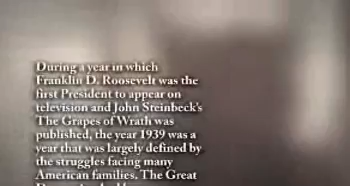 During a year in which
Franklin D. Roosevelt was the
first President to appear on
television and John Steinbeck's
The Grapes of Wrath was
published, the year 1939 was a
year that was largely defined by
the struggles facing many
American families. The Great